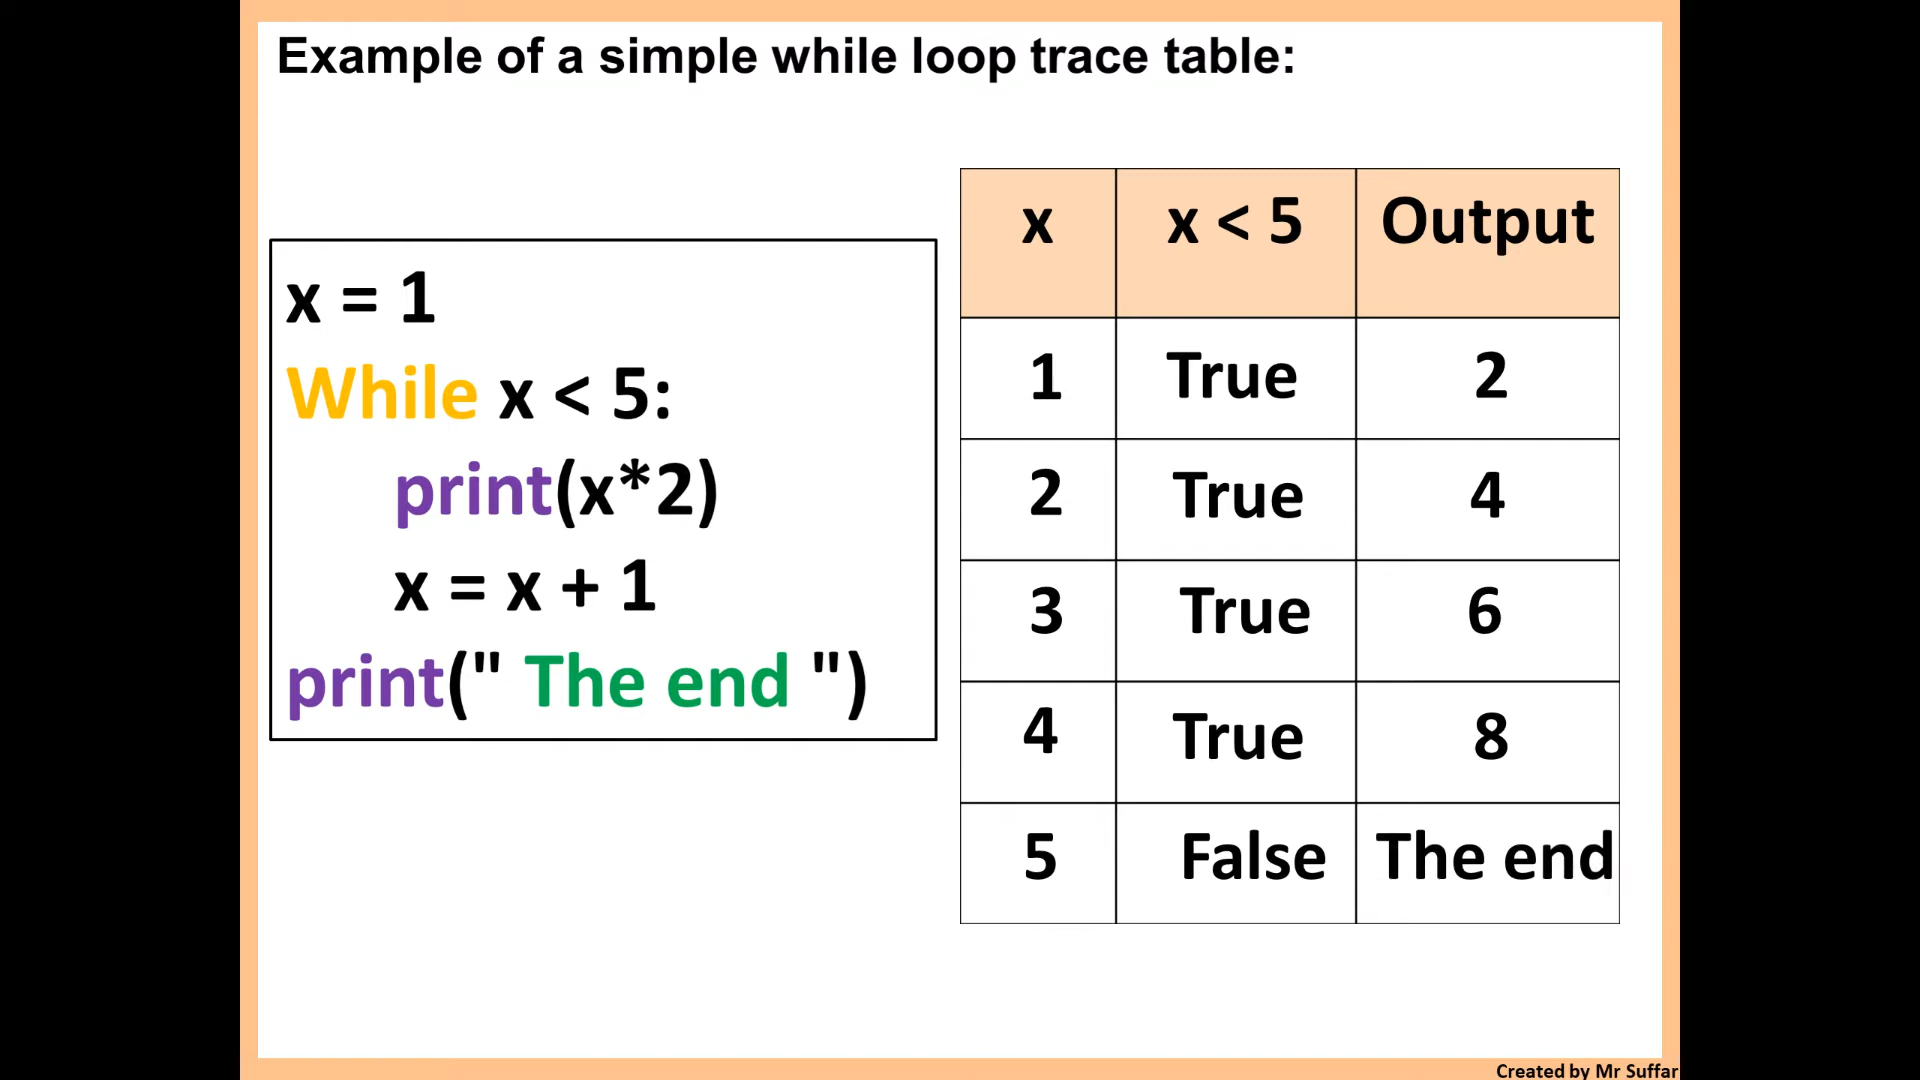 Example of a simple while loop trace table:
x = 1
While x < 5:
print(x*2)
x = x + 1
print(" The end ")
x x < 5 Output
1 True 2
2 True 4
3 True 6
4 True 8
5 False The end
Created by Mr Suffar